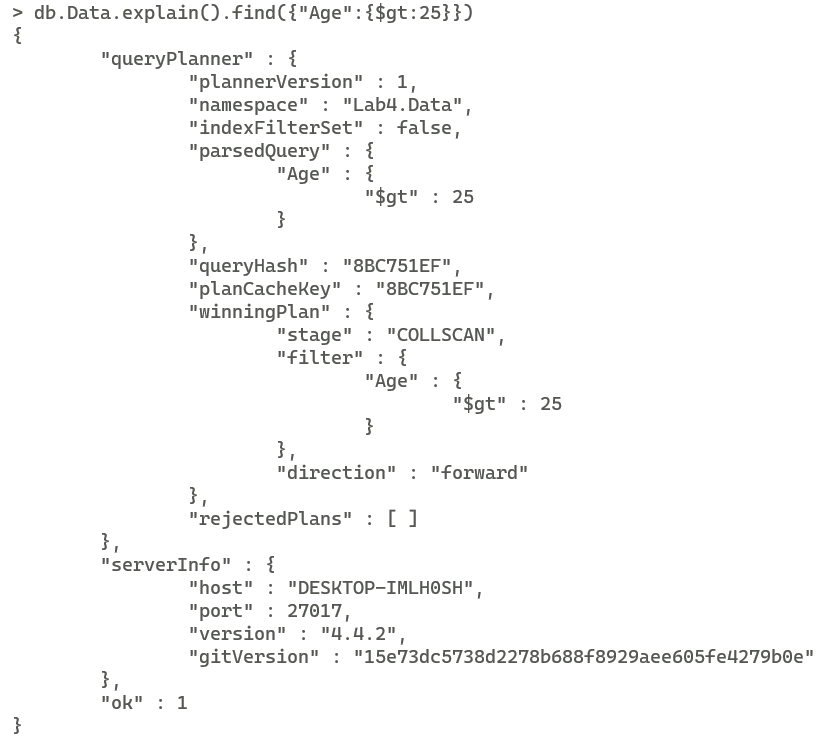 > db.Data.explain().find({"Age":{$gt:25}})
{
        "queryPlanner" : {
                "plannerVersion" : 1,
                "namespace" : "Lab4.Data",
                "indexFilterSet" : false,
                "parsedQuery" : {
                        "Age" : {
                                "$gt" : 25
                        }
                },
                "queryHash" : "8BC751EF",
                "planCacheKey" : "8BC751EF",
                "winningPlan" : {
                        "stage" : "COLLSCAN",
                        "filter" : {
                                "Age" : {
                                        "$gt" : 25
                                }
                        },
                        "direction" : "forward"
                },
                "rejectedPlans" : [ ]
        },
        "serverInfo" : {
                "host" : "DESKTOP-IMLH0SH",
                "port" : 27017,
                "version" : "4.4.2",
                "gitVersion" : "15e73dc5738d2278b688f8929aee605fe4279b0e"
        },
        "ok" : 1
}